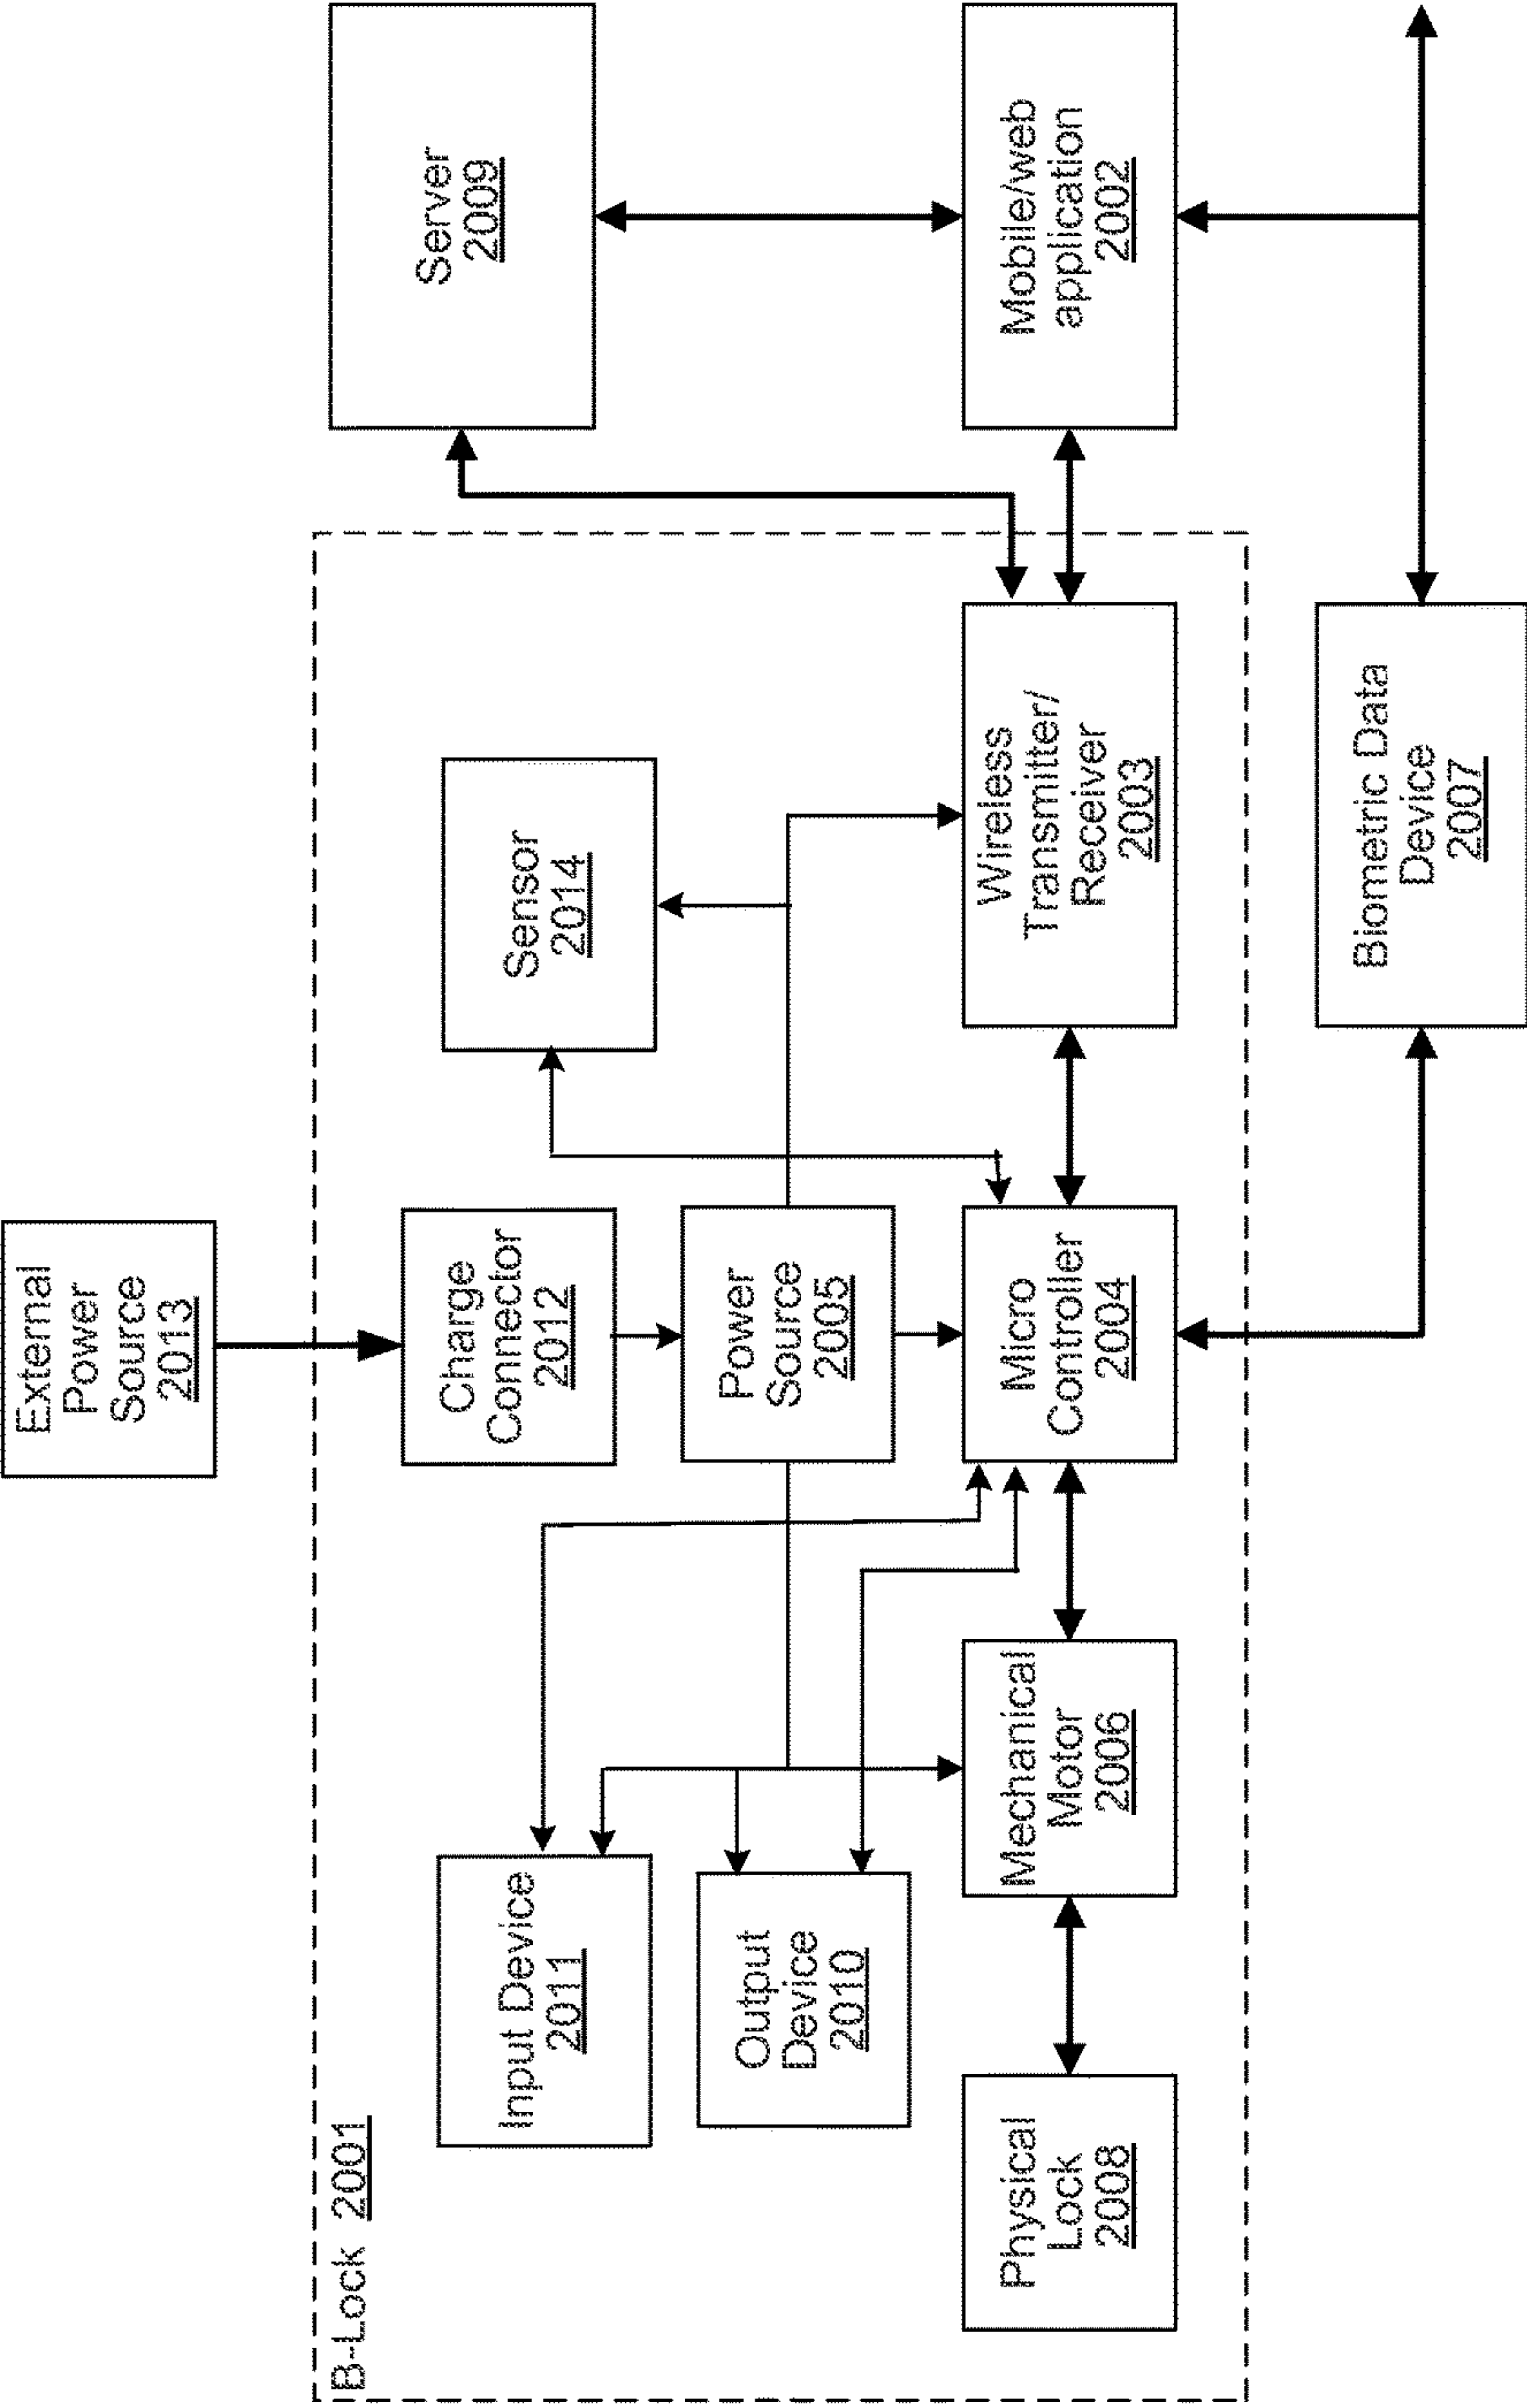 B-Lock 2001
External
Power
Source
2013
Input Device
2011
Charge
Connector
2012
Sensor
2014
Server
2009
Output
Device
2010
Power
Source
2005
Physical
Lock
2008
Mechanical
Motor
2006
Micro
Controller
2004
Wireless
Transmitter/
Receiver
2003
Mobile/web
application
2002
Biometric Data
Device
2007